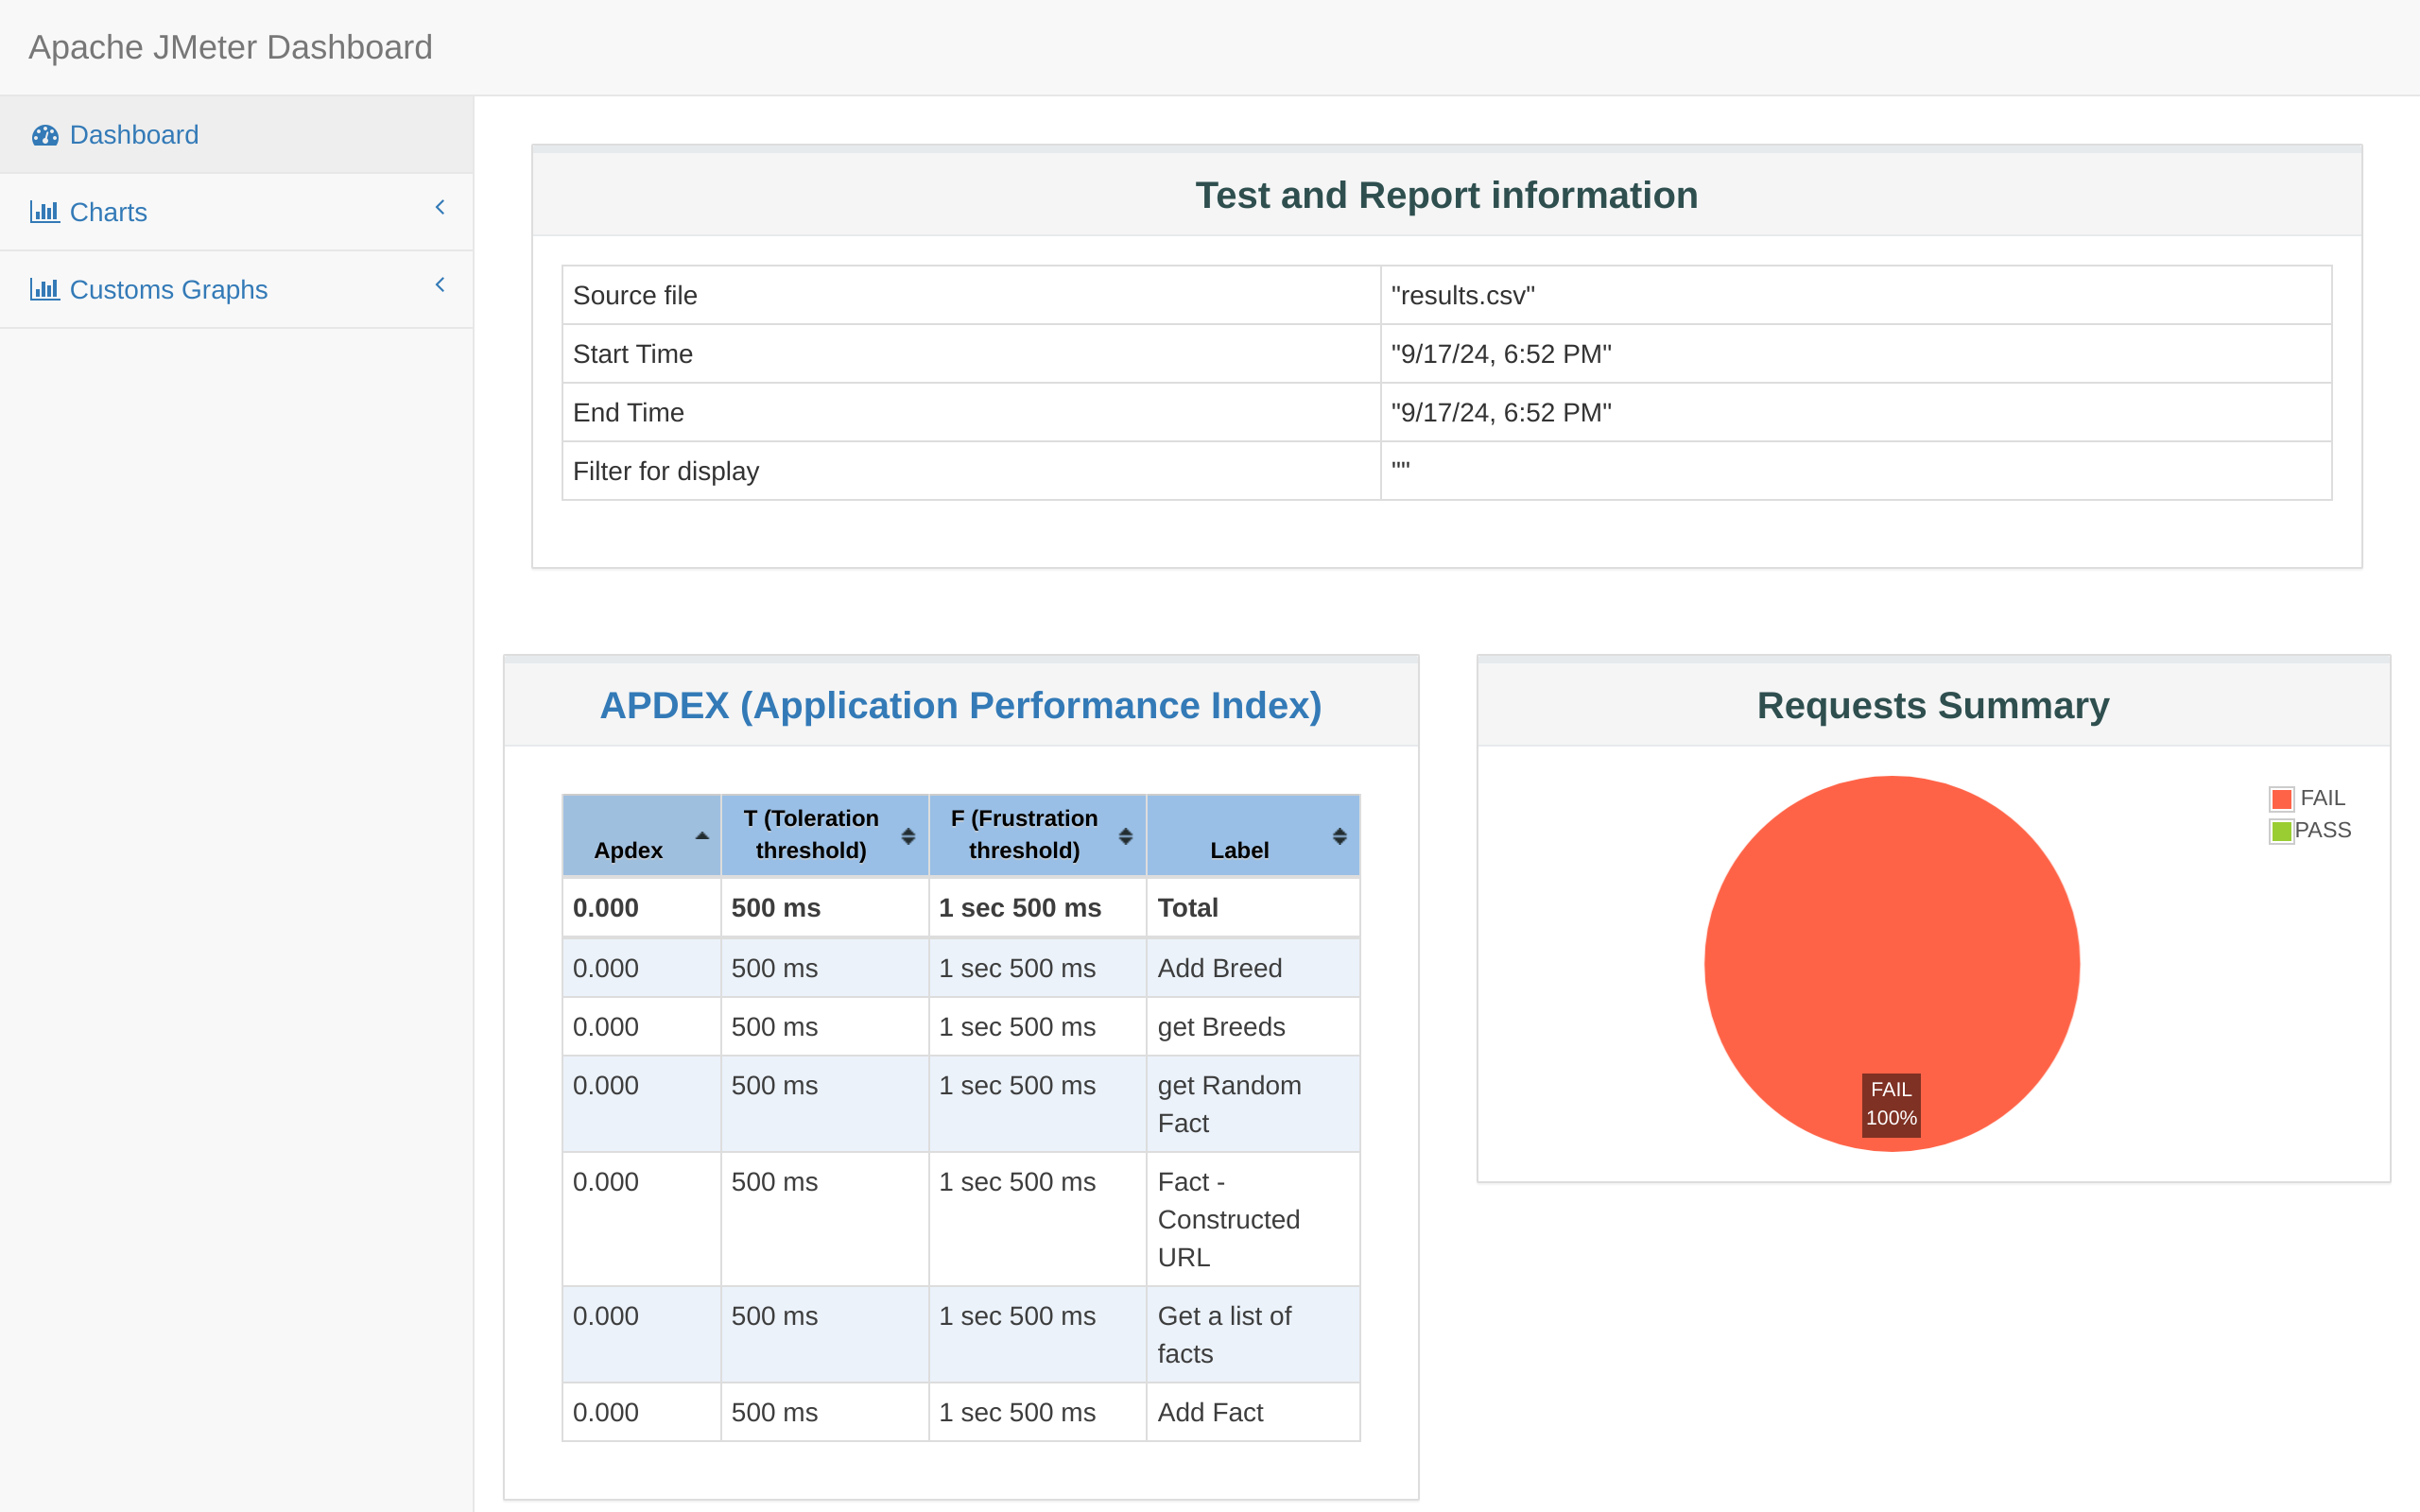 Apache JMeter Dashboard
Dashboard
Charts
Customs Graphs
Test and Report information
Source file "results.csv"
Start Time "9/17/24, 6:52 PM"
End Time "9/17/24, 6:52 PM"
Filter for display ""
APDEX (Application Performance Index)
Apdex T (Toleration threshold) F (Frustration threshold) Label
0.000 500 ms 1 sec 500 ms Total
0.000 500 ms 1 sec 500 ms Add Breed
0.000 500 ms 1 sec 500 ms get Breeds
0.000 500 ms 1 sec 500 ms get Random
Fact
0.000 500 ms 1 sec 500 ms Fact -
Constructed
URL
0.000 500 ms 1 sec 500 ms Get a list of
facts
0.000 500 ms 1 sec 500 ms Add Fact
Requests Summary
FAIL
PASS
FAIL
100%